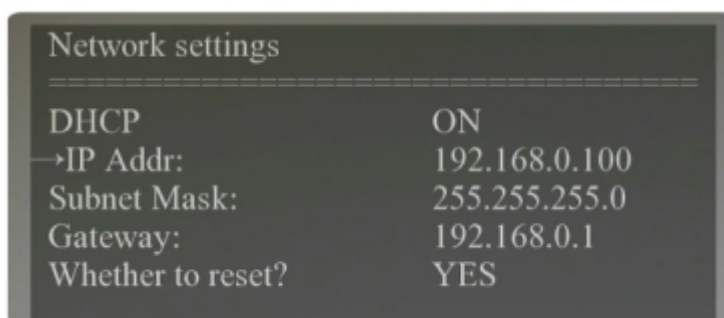 Network settings
==================================
DHCP ON
→IP Addr: 192.168.0.100
Subnet Mask: 255.255.255.0
Gateway: 192.168.0.1
Whether to reset? YES